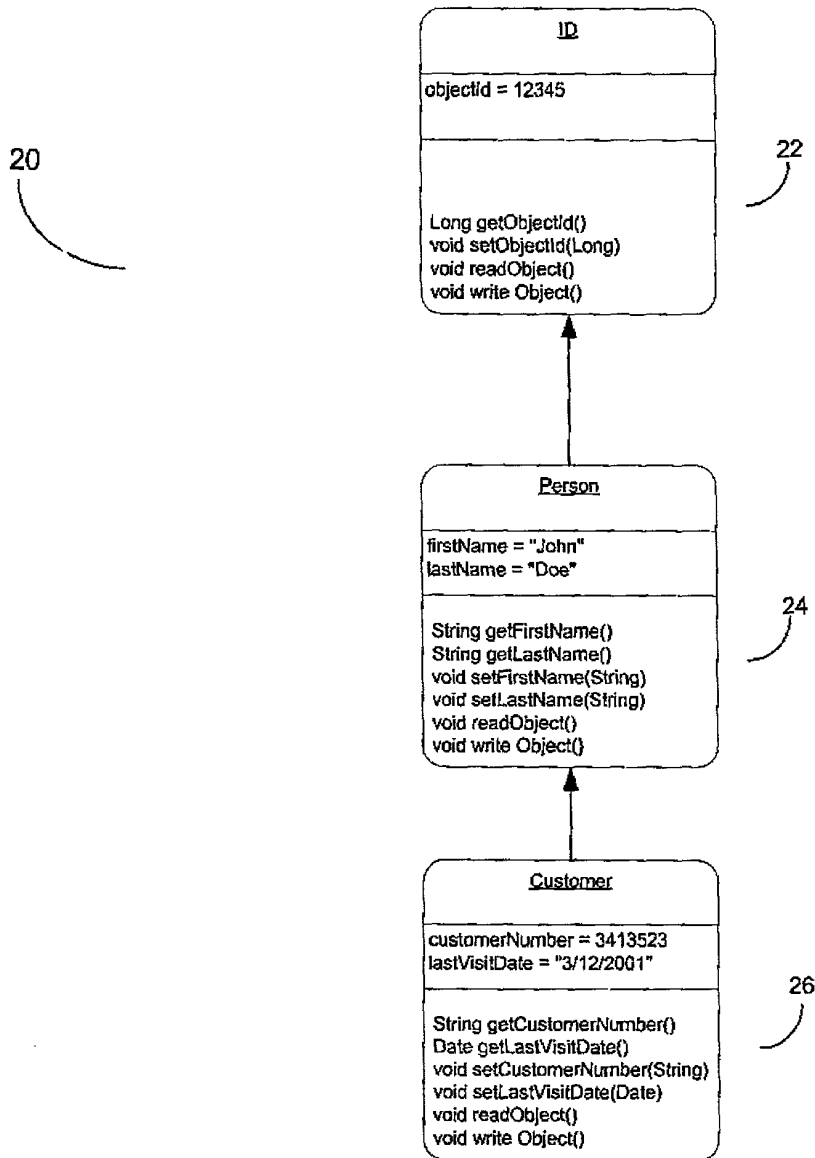 ID
objectid = 12345
20
22
Long getObjectId()
void setObjectId(Long)
void readObject()
void write Object()
Person
firstName = "John"
lastName = "Doe"
24
String getFirstName()
String getLastName()
void setFirstName(String)
void setLastName(String)
void readObject()
void write Object()
Customer
customerNumber = 3413523
lastVisitDate = "3/12/2001"
26
String getCustomerNumber()
Date getLastVisitDate()
void setCustomerNumber(String)
void setLastVisitDate(Date)
void readObject()
void write Object()